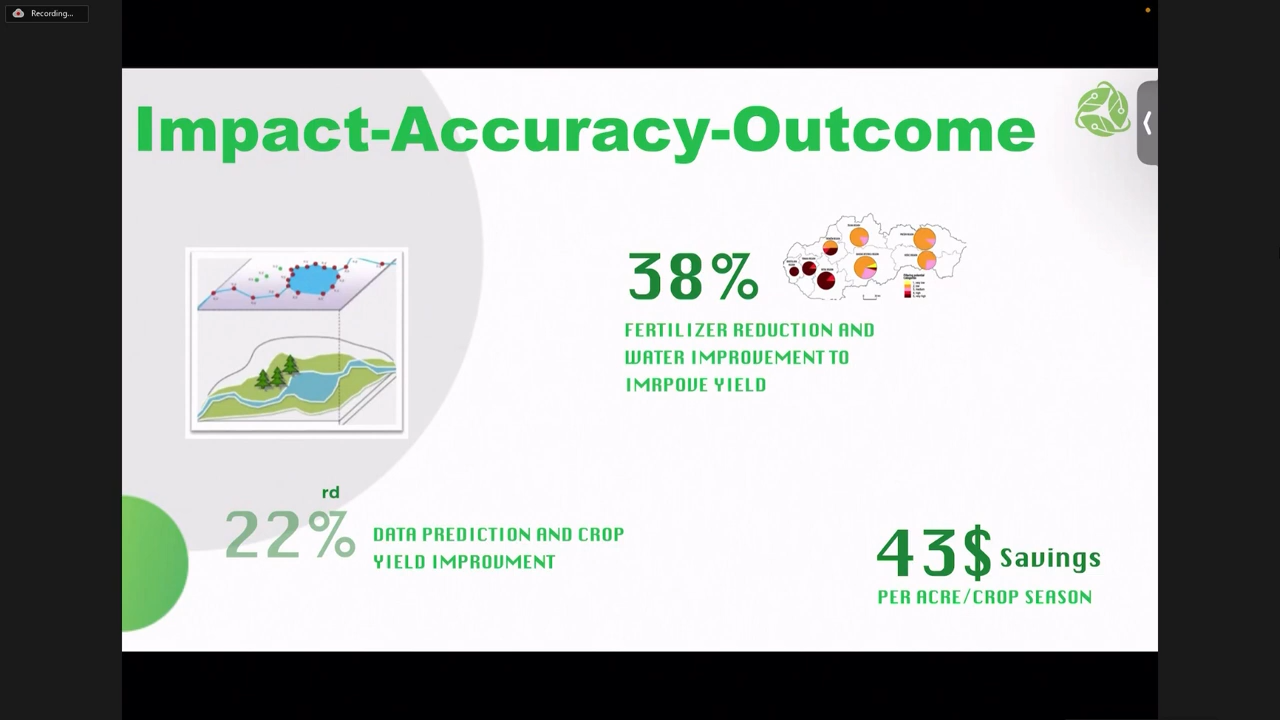 Recording...
Impact-Accuracy-Outcome
38%
FERTILIZER REDUCTION AND
WATER IMPROVEMENT TO
IMRPOVE YIELD
rd
22%
DATA PREDICTION AND CROP
YIELD IMPROVMENT
43$ Savings
PER ACRE/CROP SEASON